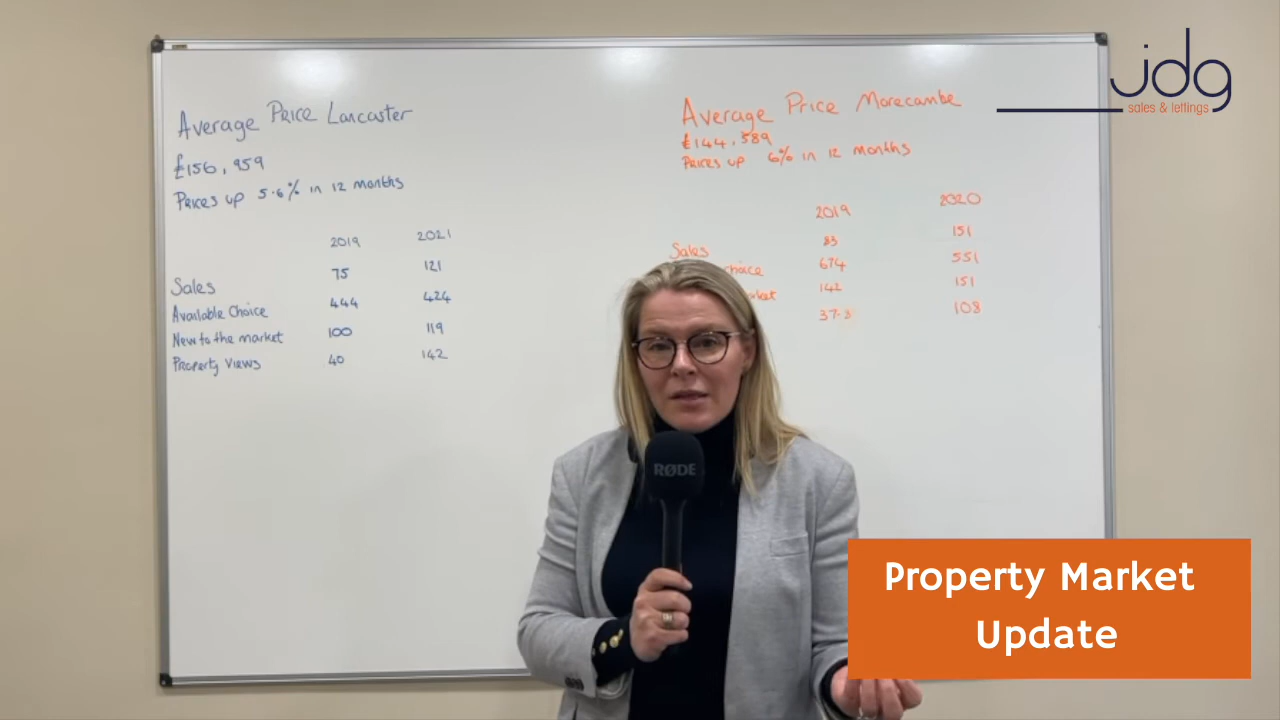 Average Price Lancaster
£156,959
Prices up 5.6% in 12 months
2019 2021
Sales 75 121
Available Choice 444 424
New to the market 100 119
Property Views 40 142
Average Price Morecambe
£144,589
Prices up 6% in 12 months
2019 2020
Sales 83 151
choice 674 551
142 151
37.8 108
jdg
sales & lettings
RØDE
Property Market
Update